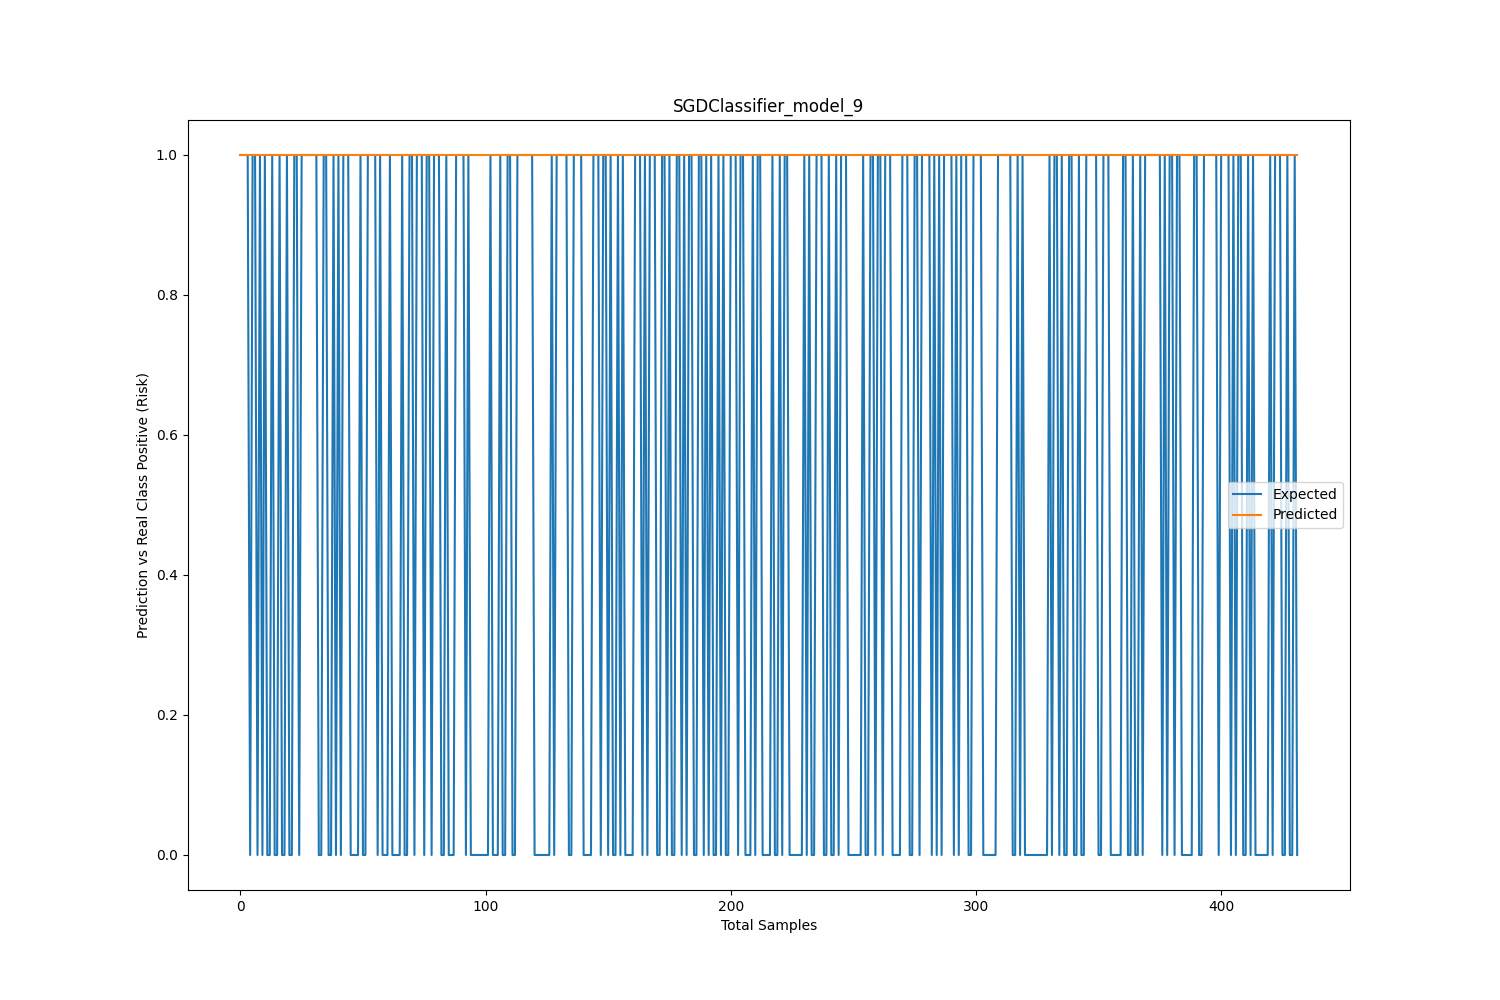 SGDClassifier_model_9
Prediction vs Real Class Positive (Risk)
1.0
0.8
0.6
0.4
0.2
0.0
Expected
Predicted
0 100 200 300 400
Total Samples